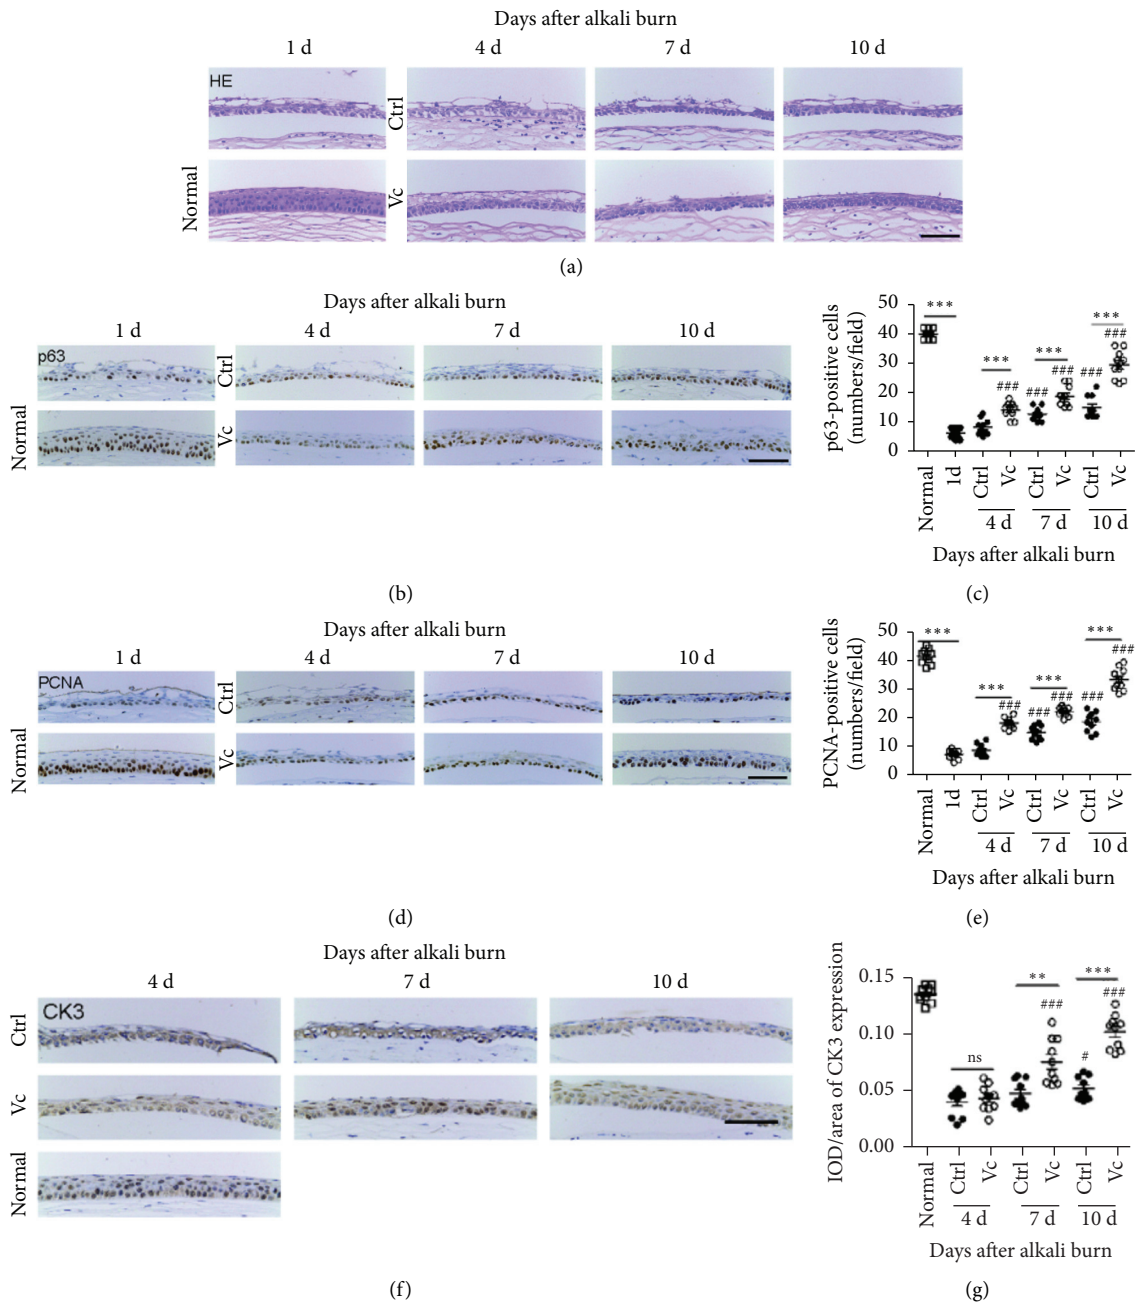 Days after alkali burn
1 d 4 d 7 d 10 d
HE
Ctrl
Normal
Vc
(a)
Days after alkali burn
1 d 4 d 7 d 10 d
p63
Ctrl
Normal
Vc
(b)
p63-positive cells
(numbers/field)
50
40
30
20
10
0
***
***
***
***
###
###
###
###
###
Normal 1d Ctrl Vc Ctrl Vc Ctrl Vc
4 d 7 d 10 d
Days after alkali burn
(c)
Days after alkali burn
1 d 4 d 7 d 10 d
PCNA
Ctrl
Normal
Vc
(d)
PCNA-positive cells
(numbers/field)
50
40
30
20
10
0
***
***
***
***
###
###
###
###
###
Normal 1d Ctrl Vc Ctrl Vc Ctrl Vc
4 d 7 d 10 d
Days after alkali burn
(e)
Days after alkali burn
4 d 7 d 10 d
CK3
Ctrl
Vc
Normal
(f)
IOD/area of CK3 expression
0.15
0.10
0.05
0.00
ns
**
***
###
#
###
Normal Ctrl Vc Ctrl Vc Ctrl Vc
4 d 7 d 10 d
Days after alkali burn
(g)